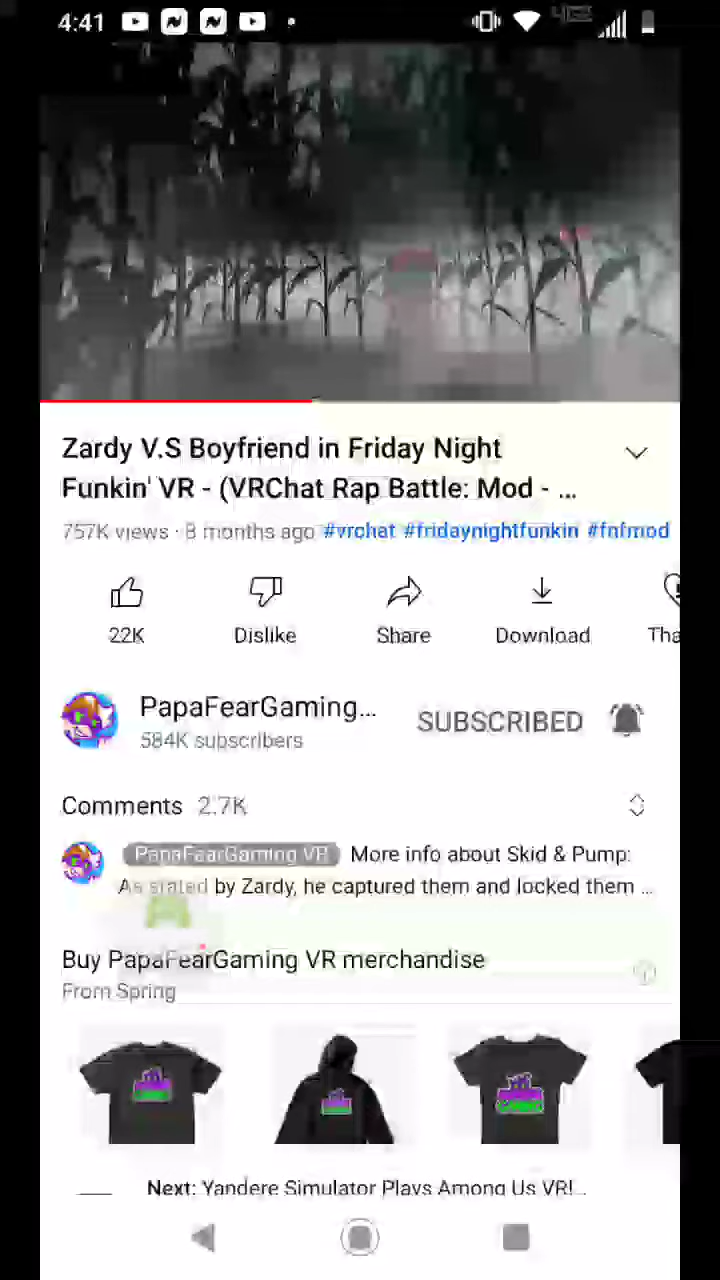 4:41
Zardy V.S Boyfriend in Friday Night
Funkin' VR - (VRChat Rap Battle: Mod - ...
757K views · 8 months ago #vrchat #fridaynightfunkin #fnfmod
22K Dislike Share Download Tha
PapaFearGaming...
SUBSCRIBED
584K subscribers
Comments 2.7K
PapaFearGaming VR More info about Skid & Pump:
As stated by Zardy, he captured them and locked them ...
Buy PapaFearGaming VR merchandise
From Spring
Next: Yandere Simulator Plays Among Us VR!...